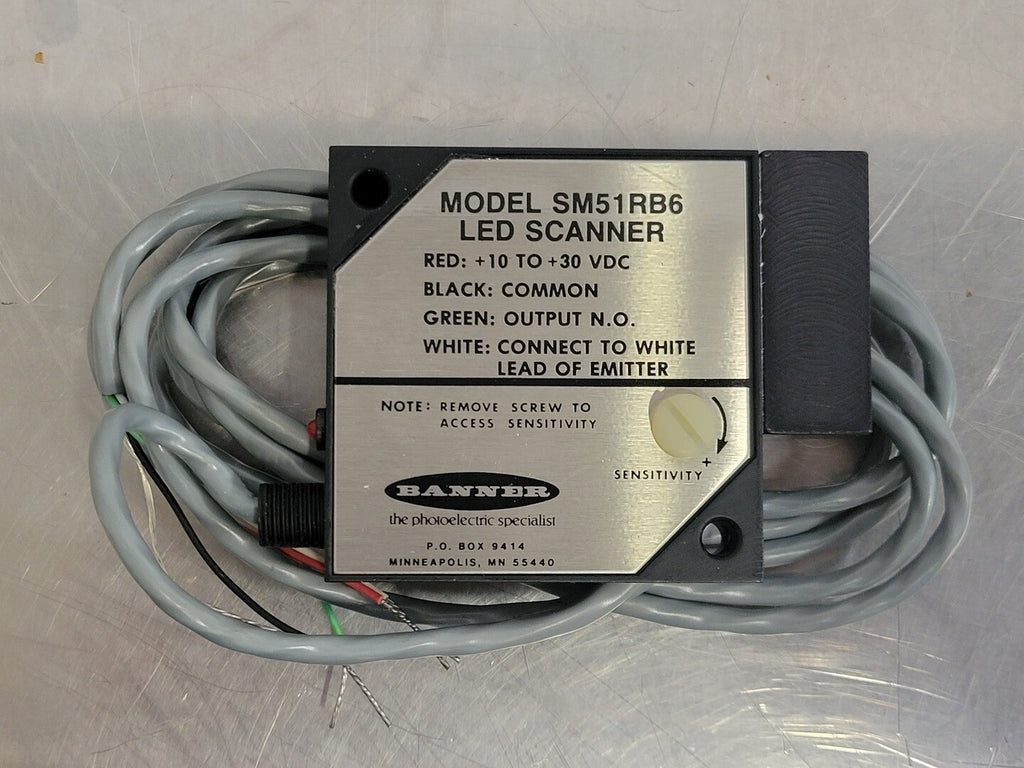 MODEL SM51RB6
LED SCANNER
RED: +10 TO +30 VDC
BLACK: COMMON
GREEN: OUTPUT N.O.
WHITE: CONNECT TO WHITE
LEAD OF EMITTER
NOTE: REMOVE SCREW TO
ACCESS SENSITIVITY
+
SENSITIVITY
BANNER
the photoelectric specialist
P.O. BOX 9414
MINNEAPOLIS, MN 55440